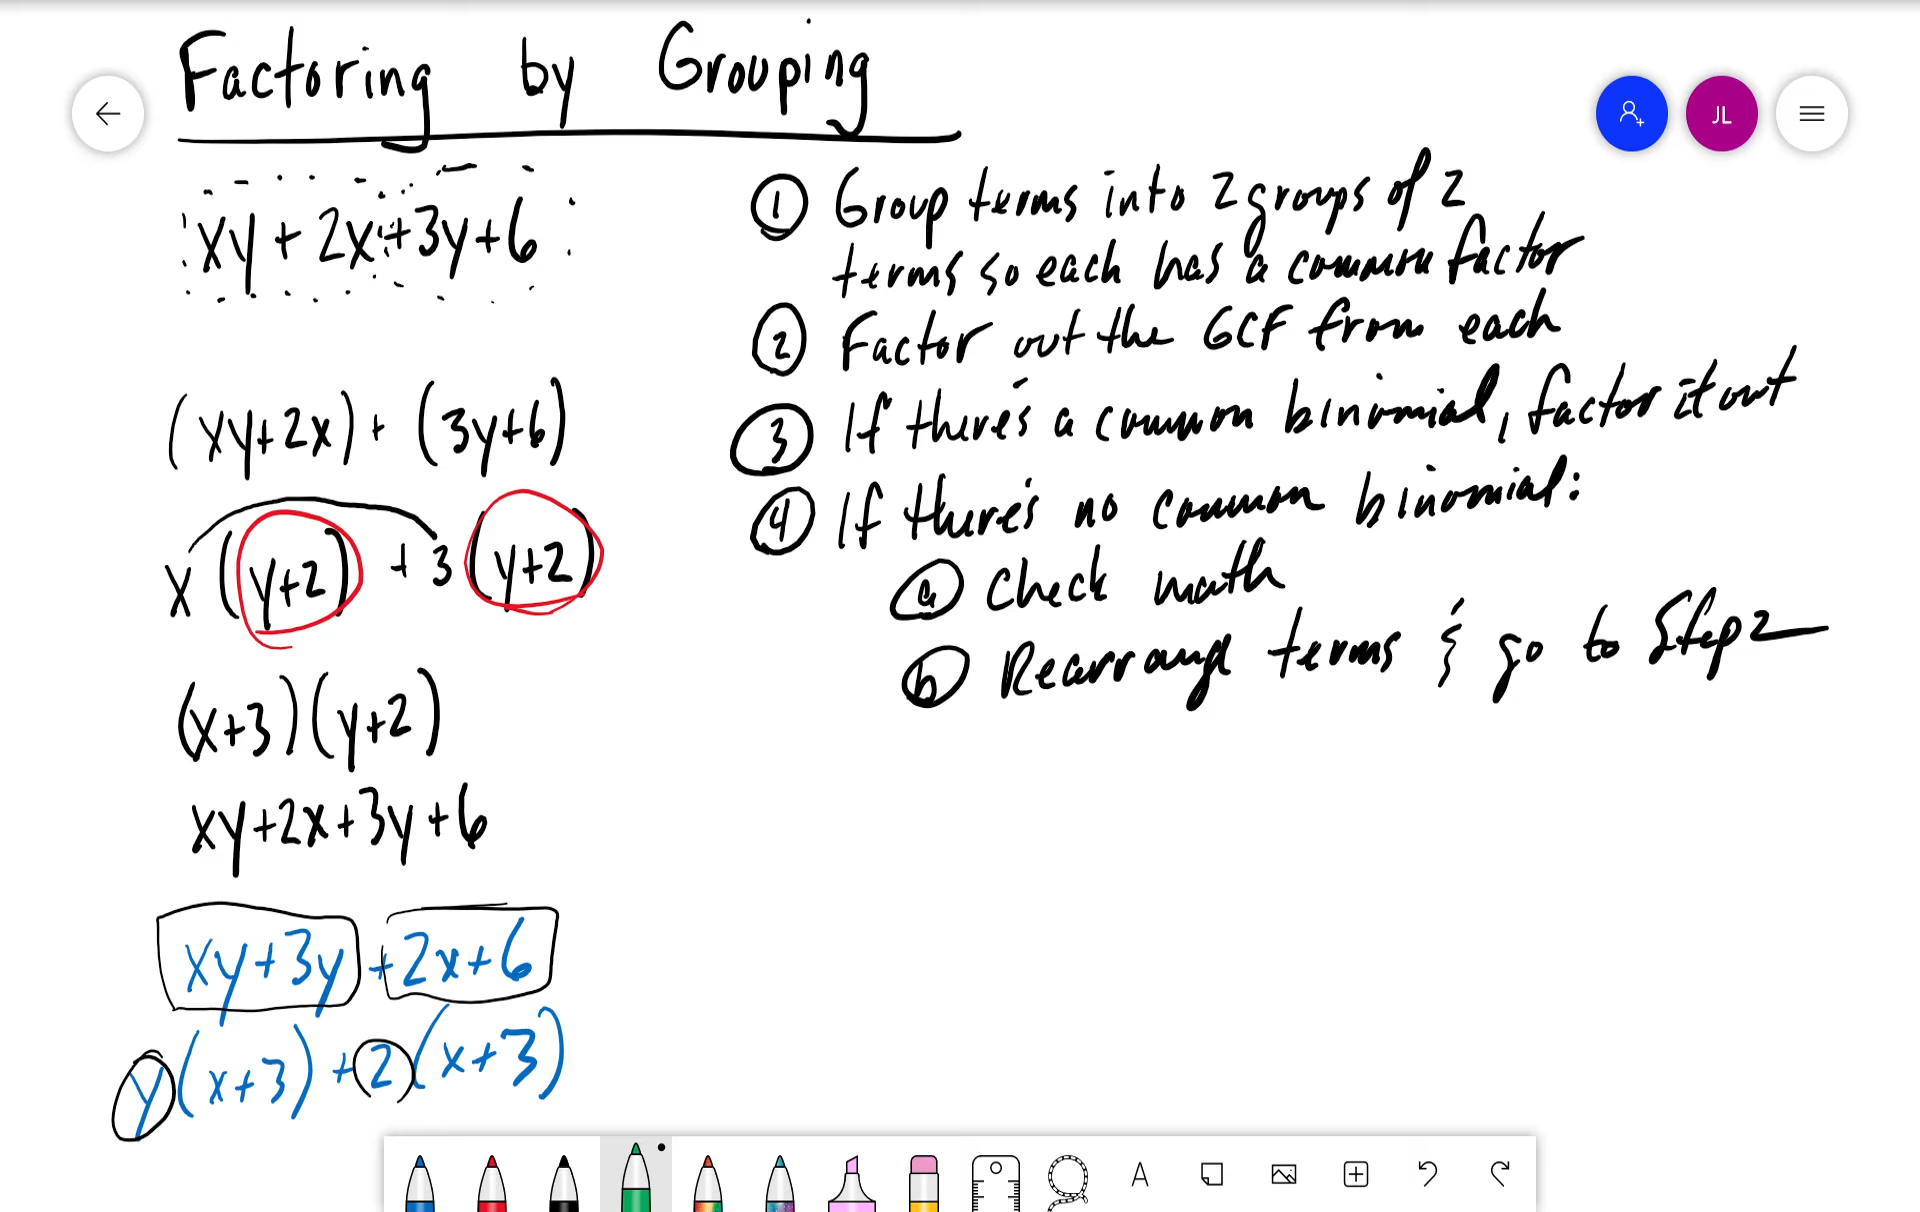 Factoring by Grouping
JL
xy + 2x + 3y + 6
(xy + 2x) + (3y + 6)
x (y + 2) + 3 (y + 2)
(x + 3)(y + 2)
xy + 2x + 3y + 6
xy + 3y + 2x + 6
y(x + 3) + 2(x + 3)
① Group terms into 2 groups of 2
terms so each has a common factor
② Factor out the GCF from each
③ If there's a common binomial, factor it out
④ If there's no common binomial:
ⓐ Check math
ⓑ Rearrange terms & go to Step 2
A